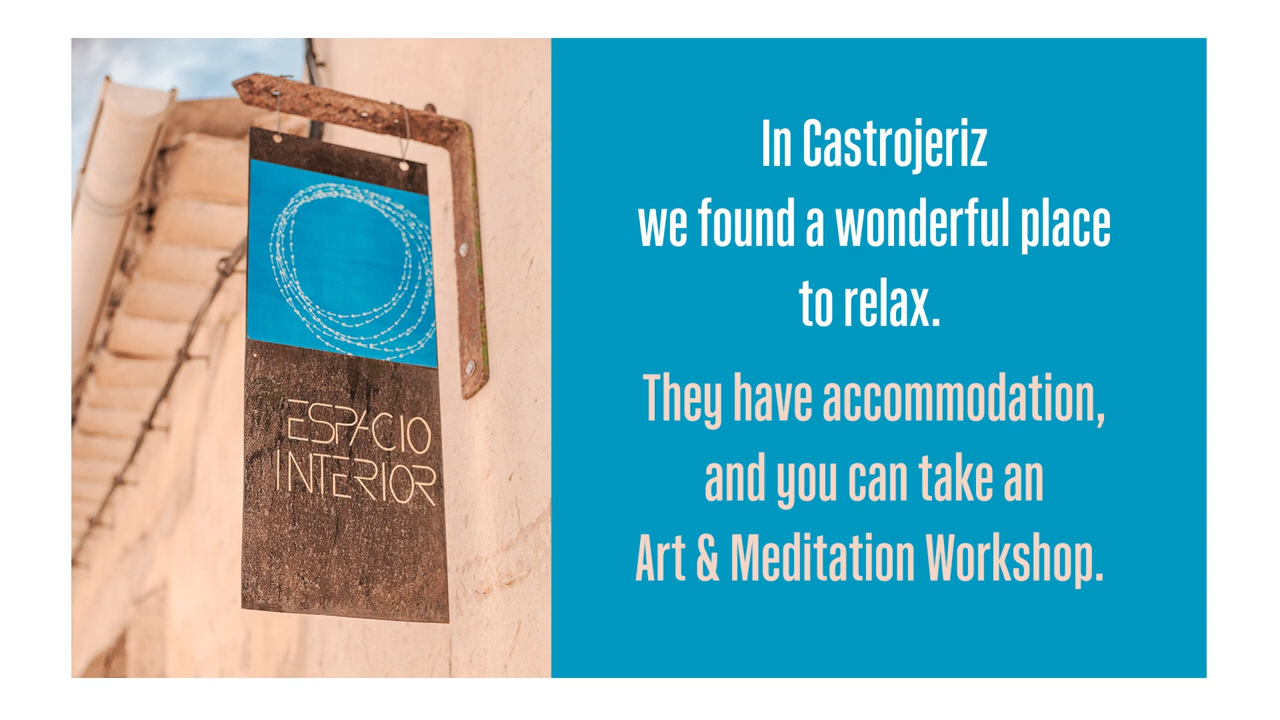 ESPACIO
INTERIOR
In Castrojeriz
we found a wonderful place
to relax.
They have accommodation,
and you can take an
Art & Meditation Workshop.